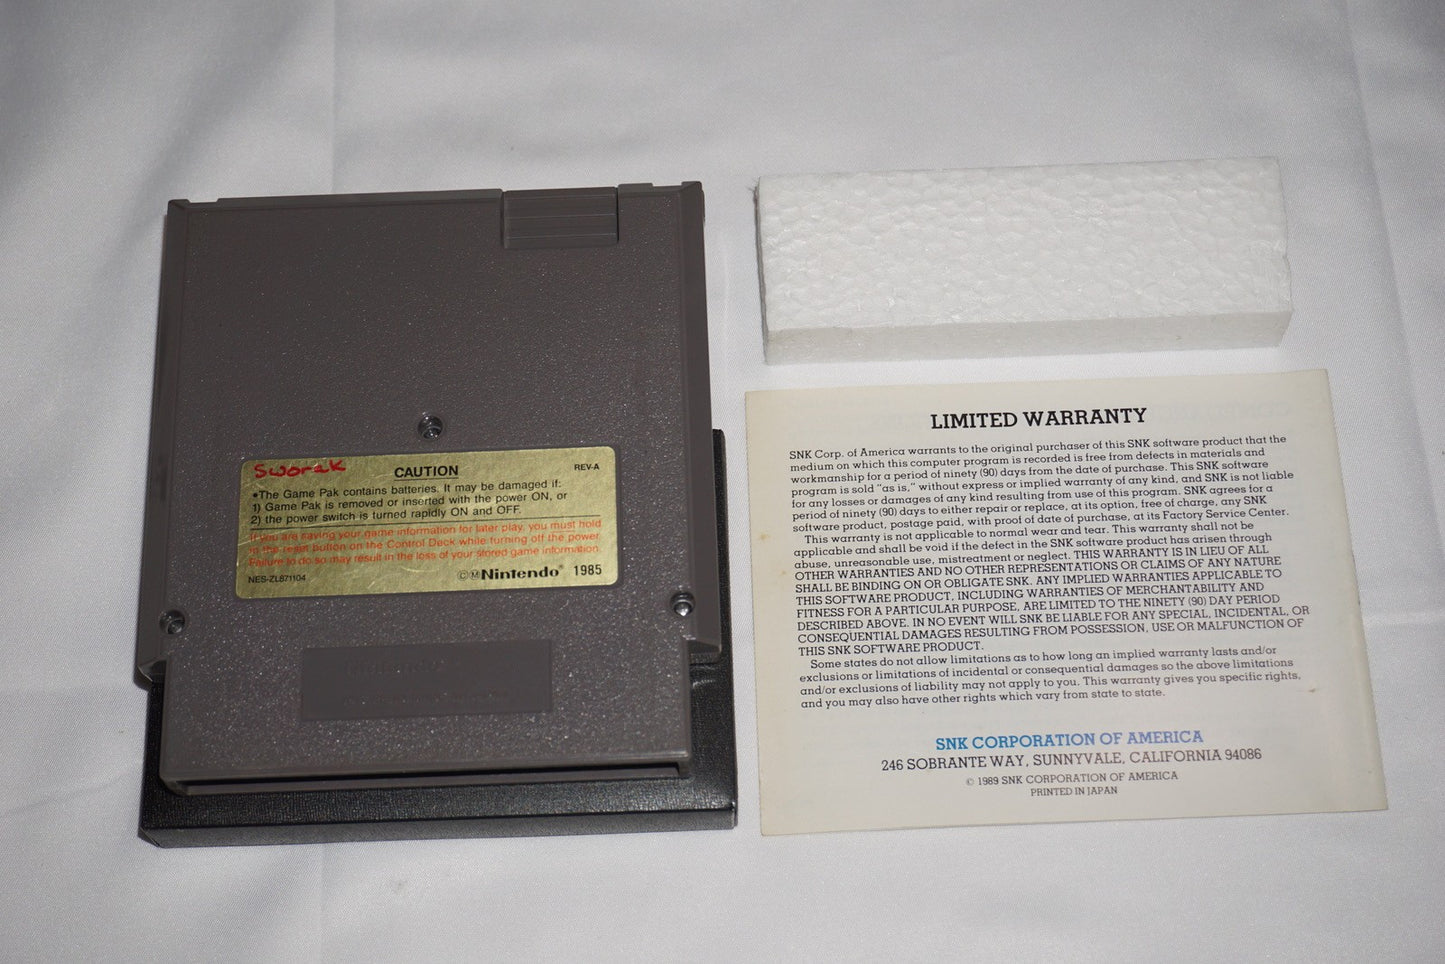 Sworak
CAUTION
REV-A
•The Game Pak contains batteries. It may be damaged if:
1) Game Pak is removed or inserted with the power ON, or
2) the power switch is turned rapidly ON and OFF.
If you are saving your game information for later play, you must hold
in the reset button on the Control Deck while turning off the power.
Failure to do so may result in the loss of your stored game information.
NES-ZL871104
©ⓂNintendo® 1985
Nintendo
LIMITED WARRANTY
SNK Corp. of America warrants to the original purchaser of this SNK software product that the
medium on which this computer program is recorded is free from defects in materials and
workmanship for a period of ninety (90) days from the date of purchase. This SNK software
program is sold "as is," without express or implied warranty of any kind, and SNK is not liable
for any losses or damages of any kind resulting from use of this program. SNK agrees for a
period of ninety (90) days to either repair or replace, at its option, free of charge, any SNK
software product, postage paid, with proof of date of purchase, at its Factory Service Center.
This warranty is not applicable to normal wear and tear. This warranty shall not be
applicable and shall be void if the defect in the SNK software product has arisen through
abuse, unreasonable use, mistreatment or neglect. THIS WARRANTY IS IN LIEU OF ALL
OTHER WARRANTIES AND NO OTHER REPRESENTATIONS OR CLAIMS OF ANY NATURE
SHALL BE BINDING ON OR OBLIGATE SNK. ANY IMPLIED WARRANTIES APPLICABLE TO
THIS SOFTWARE PRODUCT, INCLUDING WARRANTIES OF MERCHANTABILITY AND
FITNESS FOR A PARTICULAR PURPOSE, ARE LIMITED TO THE NINETY (90) DAY PERIOD
DESCRIBED ABOVE. IN NO EVENT WILL SNK BE LIABLE FOR ANY SPECIAL, INCIDENTAL, OR
CONSEQUENTIAL DAMAGES RESULTING FROM POSSESSION, USE OR MALFUNCTION OF
THIS SNK SOFTWARE PRODUCT.
Some states do not allow limitations as to how long an implied warranty lasts and/or
exclusions or limitations of incidental or consequential damages so the above limitations
and/or exclusions of liability may not apply to you. This warranty gives you specific rights,
and you may also have other rights which vary from state to state.
SNK CORPORATION OF AMERICA
246 SOBRANTE WAY, SUNNYVALE, CALIFORNIA 94086
© 1989 SNK CORPORATION OF AMERICA
PRINTED IN JAPAN